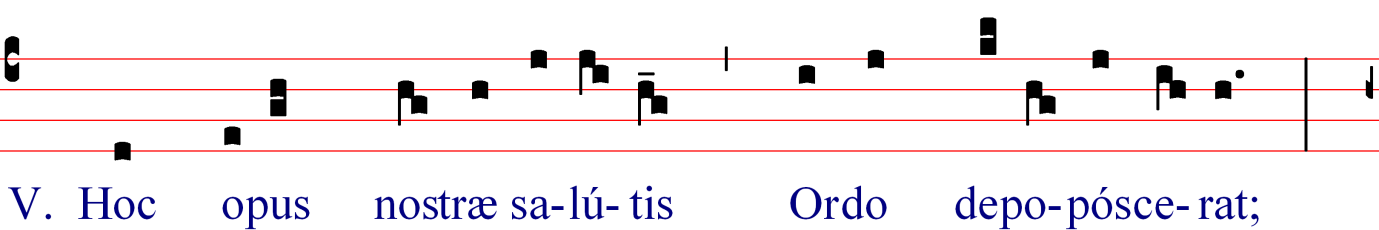 V. Hoc opus nostræ sa-lú-tis Ordo depo-pósce-rat;